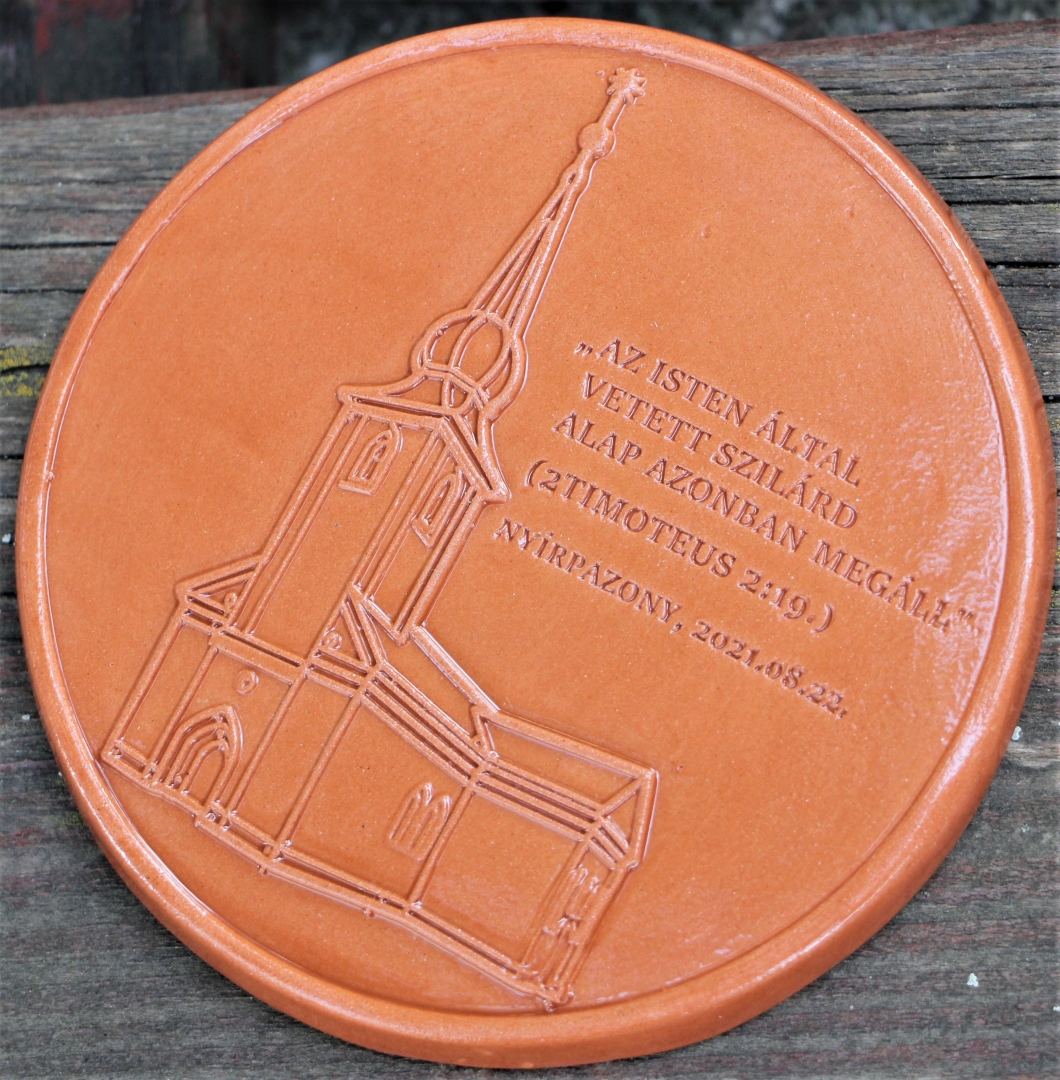 „AZ ISTEN ÁLTAL
VETETT SZILÁRD
ALAP AZONBAN MEGÁLL”
(2TIMOTEUS 2:19.)
NYÍRPAZONY, 2021.08.22.